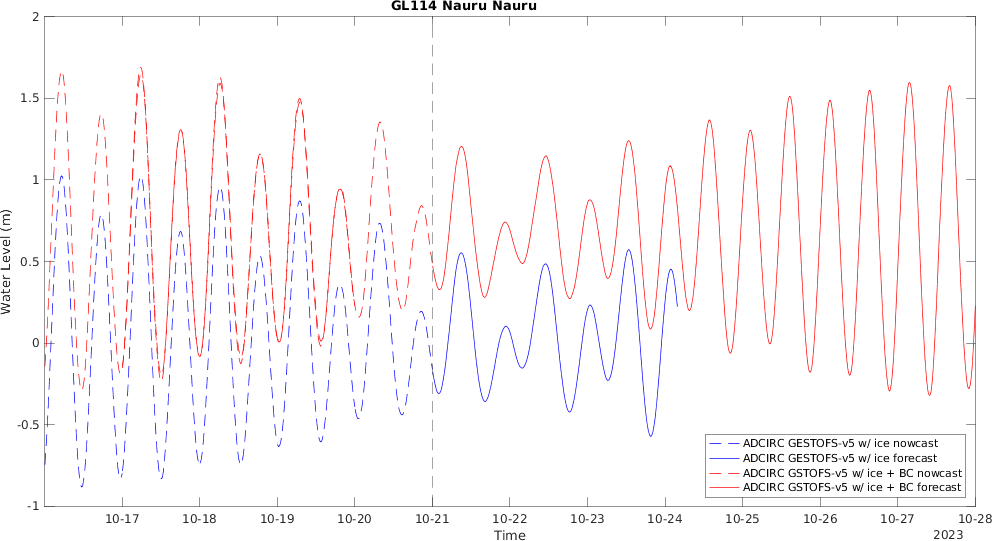 GL114 Nauru Nauru
2
1.5
1
0.5
0
-0.5
-1
Water Level (m)
ADCIRC GESTOFS-v5 w/ ice nowcast
ADCIRC GESTOFS-v5 w/ ice forecast
ADCIRC GSTOFS-v5 w/ ice + BC nowcast
ADCIRC GSTOFS-v5 w/ ice + BC forecast
10-17 10-18 10-19 10-20 10-21 10-22 10-23 10-24 10-25 10-26 10-27 10-28
Time
2023